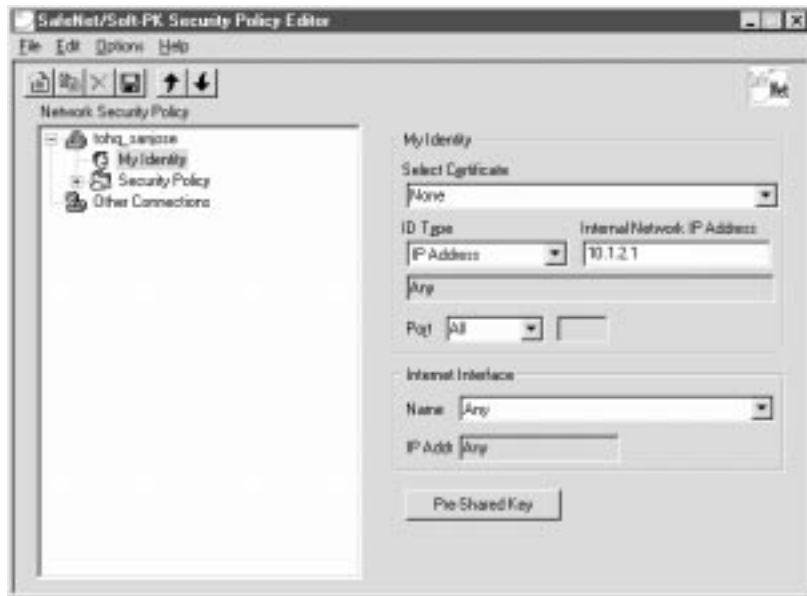 SafeNet/Soft-PK Security Policy Editor
File Edit Options Help
Network Security Policy
tohq_sanjose
My Identity
Security Policy
Other Connections
Net
My Identity
Select Certificate
None
ID Type Internal Network IP Address
IP Address 10.1.2.1
Any
Port All
Internet Interface
Name Any
IP Addr Any
Pre-Shared Key